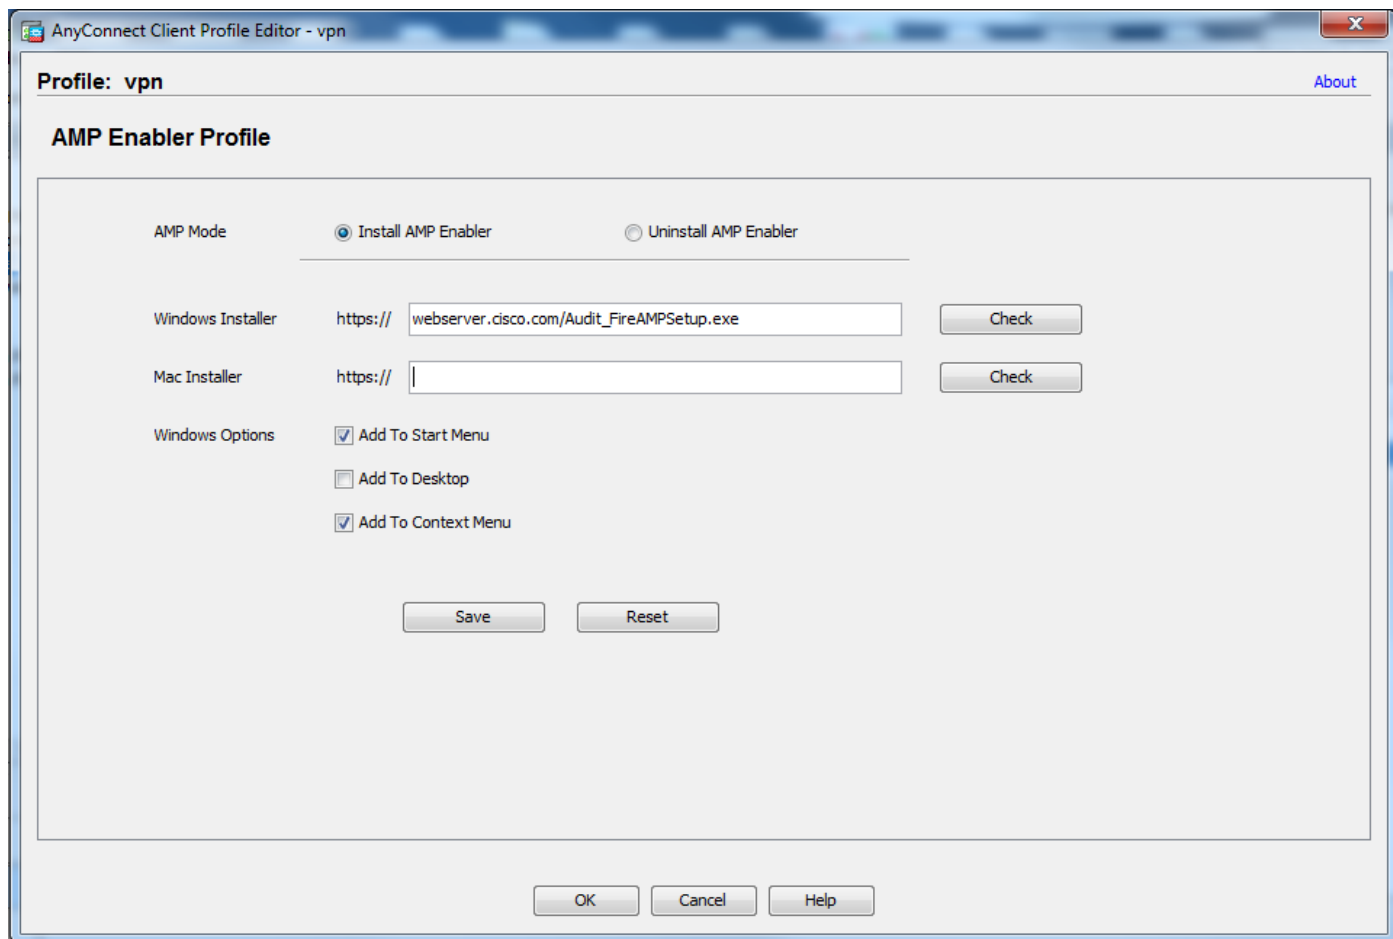 AnyConnect Client Profile Editor - vpn
Profile: vpn
About
AMP Enabler Profile
AMP Mode
Install AMP Enabler
Uninstall AMP Enabler
Windows Installer
https://
webserver.cisco.com/Audit_FireAMPSetup.exe
Check
Mac Installer
https://
Check
Windows Options
Add To Start Menu
Add To Desktop
Add To Context Menu
Save
Reset
OK
Cancel
Help